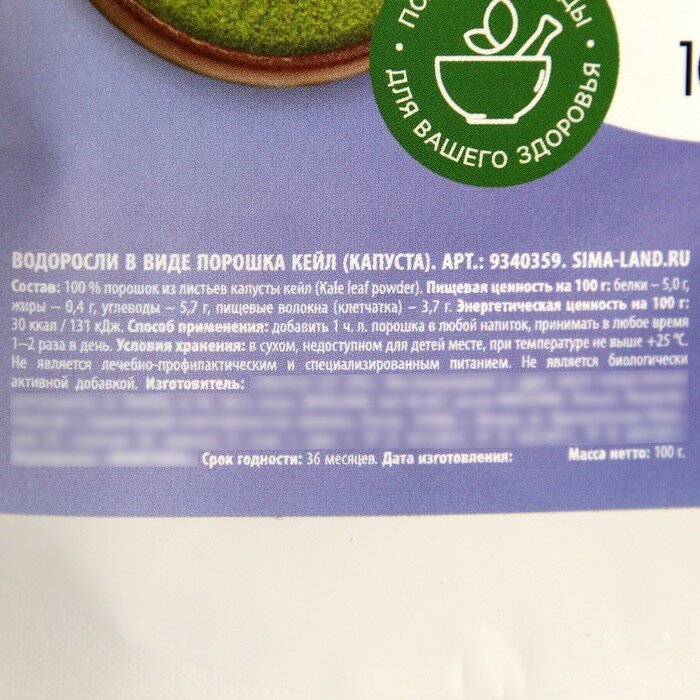 ДЛЯ ВАШЕГО ЗДОРОВЬЯ
ВОДОРОСЛИ В ВИДЕ ПОРОШКА КЕЙЛ (КАПУСТА). АРТ.: 9340359. SIMA-LAND.RU
Состав: 100 % порошок из листьев капусты кейл (Kale leaf powder). Пищевая ценность на 100 г: белки – 5,0 г,
жиры – 0,4 г, углеводы – 5,7 г, пищевые волокна (клетчатка) – 3,7 г. Энергетическая ценность на 100 г:
30 ккал / 131 кДж. Способ применения: добавить 1 ч. л. порошка в любой напиток, принимать в любое время
1–2 раза в день. Условия хранения: в сухом, недоступном для детей месте, при температуре не выше +25 °С.
Не является лечебно-профилактическим и специализированным питанием. Не является биологически
активной добавкой. Изготовитель:
Срок годности: 36 месяцев. Дата изготовления: Масса нетто: 100 г.